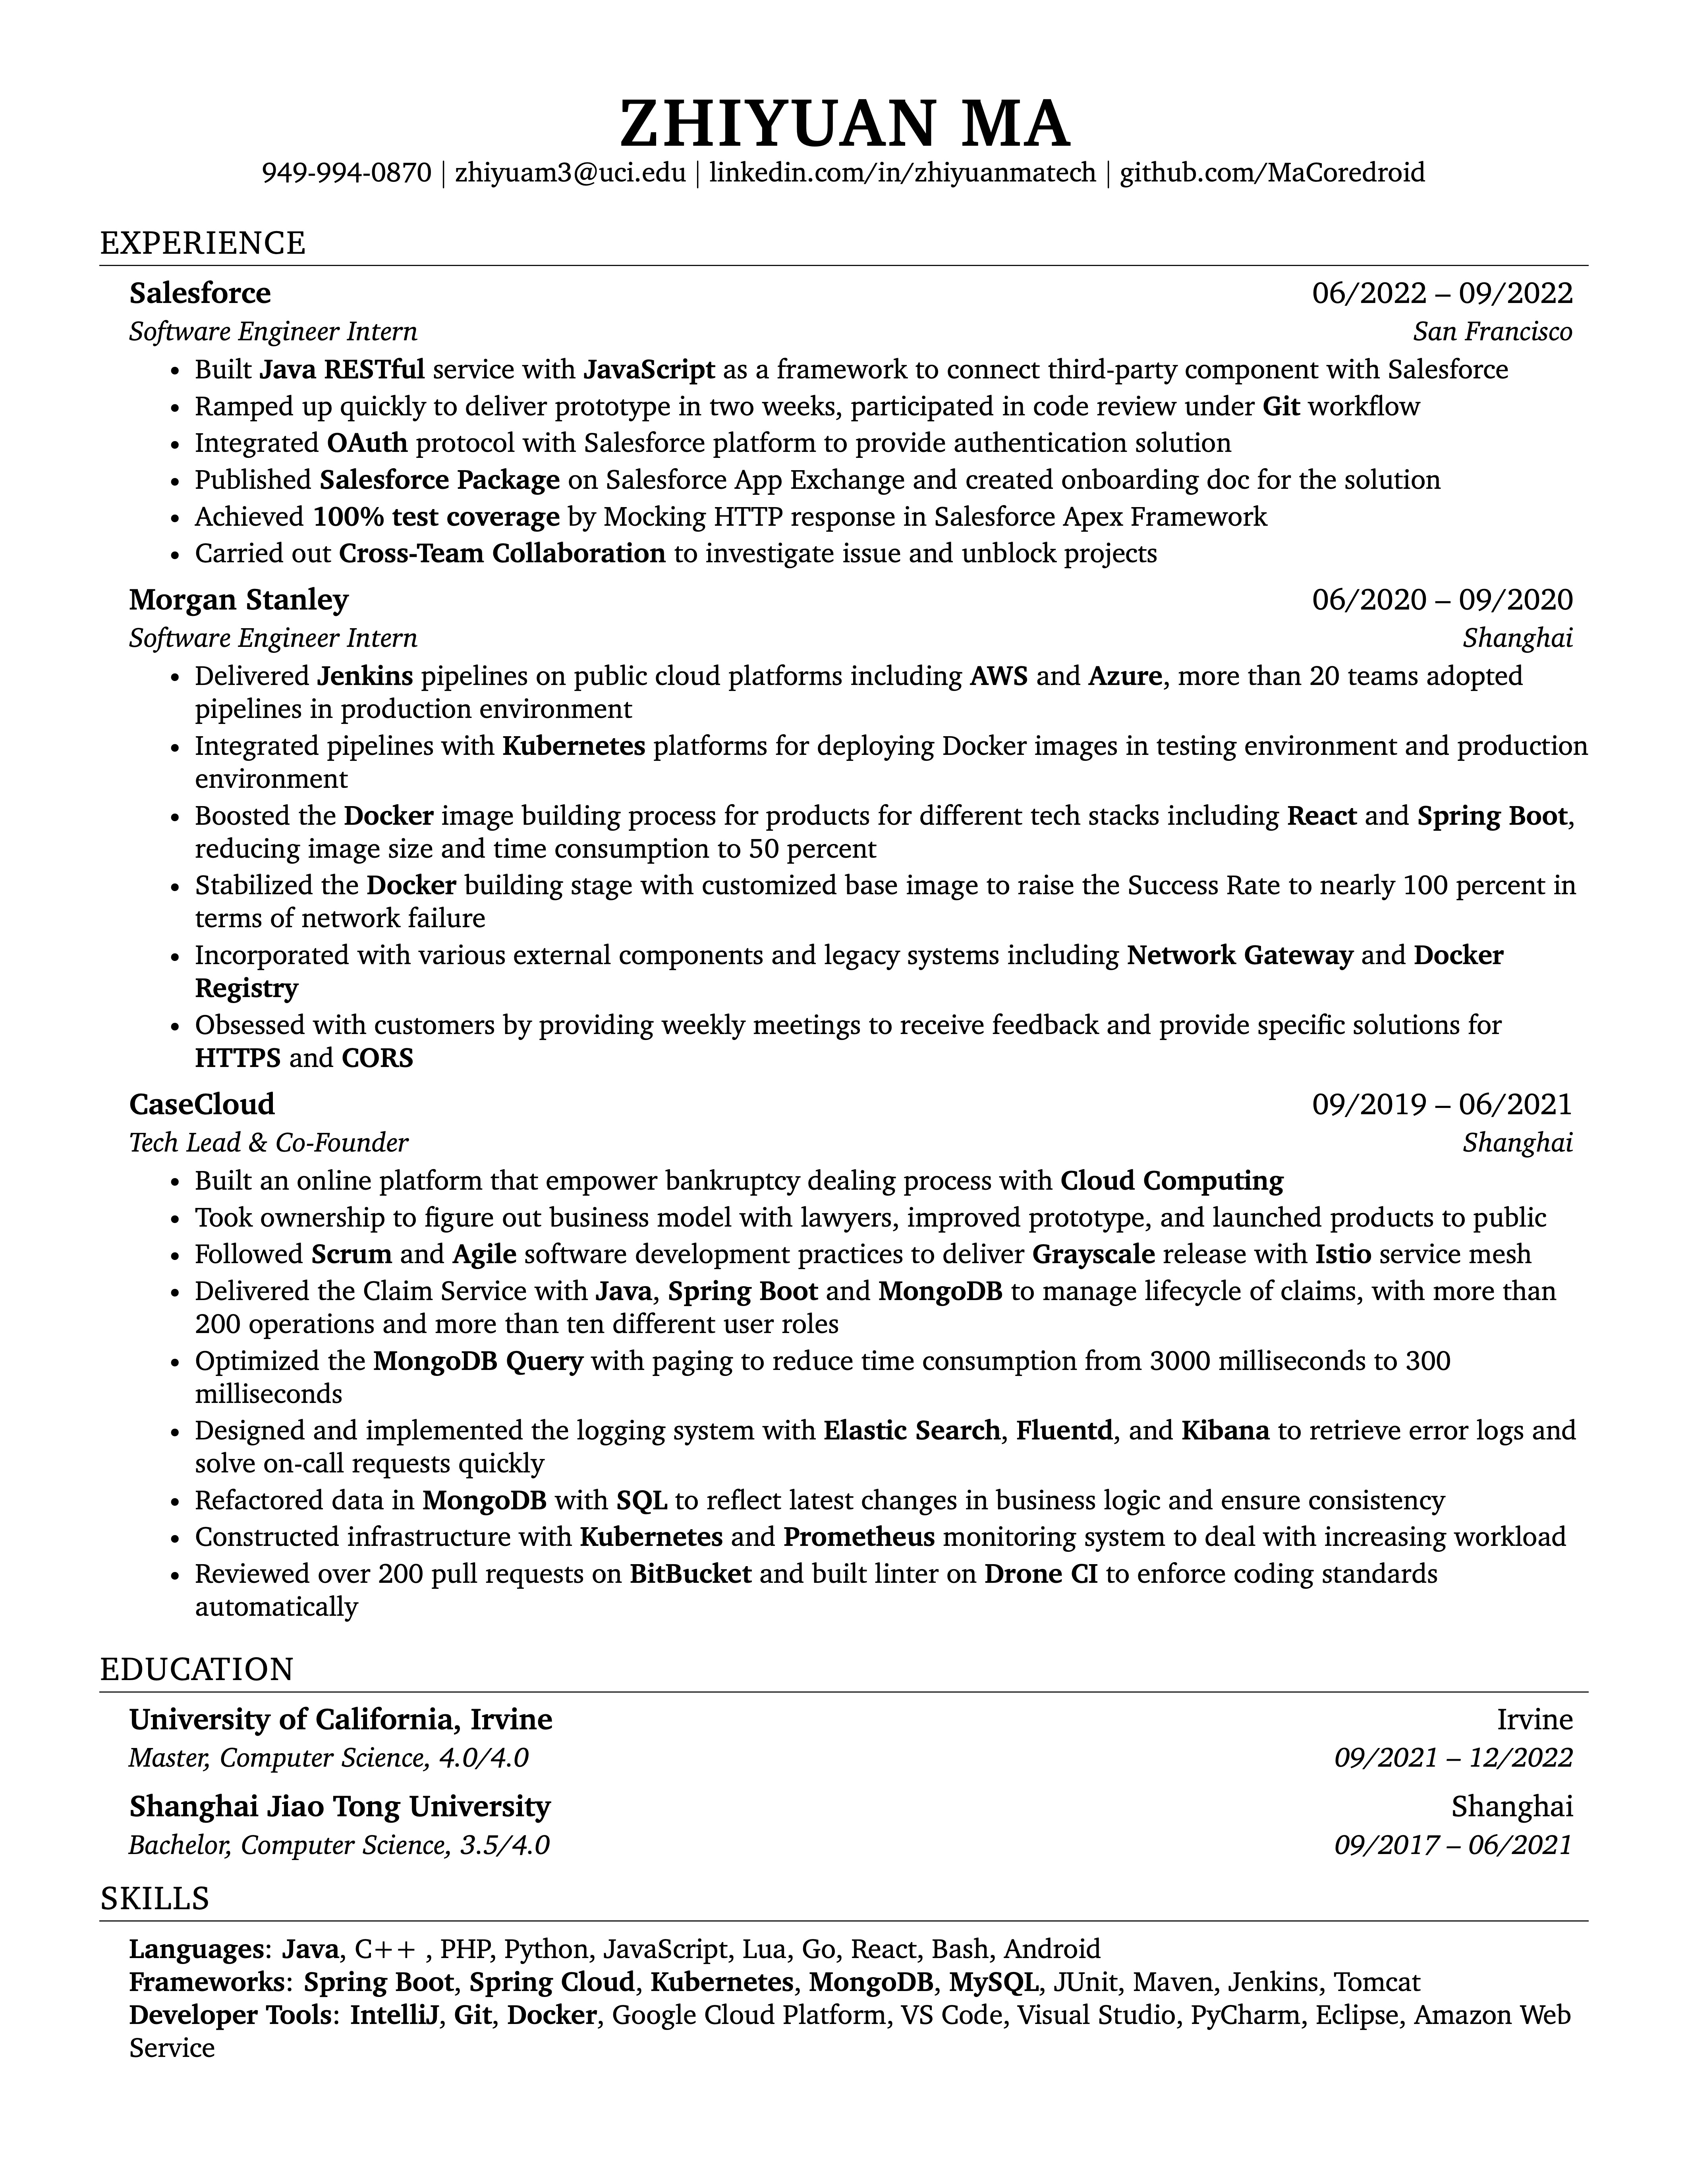 ZHIYUAN MA
949-994-0870 | zhiyuam3@uci.edu | linkedin.com/in/zhiyuanmatech | github.com/MaCoredroid
EXPERIENCE
Salesforce 06/2022 – 09/2022
Software Engineer Intern San Francisco
• Built Java RESTful service with JavaScript as a framework to connect third-party component with Salesforce
• Ramped up quickly to deliver prototype in two weeks, participated in code review under Git workflow
• Integrated OAuth protocol with Salesforce platform to provide authentication solution
• Published Salesforce Package on Salesforce App Exchange and created onboarding doc for the solution
• Achieved 100% test coverage by Mocking HTTP response in Salesforce Apex Framework
• Carried out Cross-Team Collaboration to investigate issue and unblock projects
Morgan Stanley 06/2020 – 09/2020
Software Engineer Intern Shanghai
• Delivered Jenkins pipelines on public cloud platforms including AWS and Azure, more than 20 teams adopted
pipelines in production environment
• Integrated pipelines with Kubernetes platforms for deploying Docker images in testing environment and production
environment
• Boosted the Docker image building process for products for different tech stacks including React and Spring Boot,
reducing image size and time consumption to 50 percent
• Stabilized the Docker building stage with customized base image to raise the Success Rate to nearly 100 percent in
terms of network failure
• Incorporated with various external components and legacy systems including Network Gateway and Docker
Registry
• Obsessed with customers by providing weekly meetings to receive feedback and provide specific solutions for
HTTPS and CORS
CaseCloud 09/2019 – 06/2021
Tech Lead & Co-Founder Shanghai
• Built an online platform that empower bankruptcy dealing process with Cloud Computing
• Took ownership to figure out business model with lawyers, improved prototype, and launched products to public
• Followed Scrum and Agile software development practices to deliver Grayscale release with Istio service mesh
• Delivered the Claim Service with Java, Spring Boot and MongoDB to manage lifecycle of claims, with more than
200 operations and more than ten different user roles
• Optimized the MongoDB Query with paging to reduce time consumption from 3000 milliseconds to 300
milliseconds
• Designed and implemented the logging system with Elastic Search, Fluentd, and Kibana to retrieve error logs and
solve on-call requests quickly
• Refactored data in MongoDB with SQL to reflect latest changes in business logic and ensure consistency
• Constructed infrastructure with Kubernetes and Prometheus monitoring system to deal with increasing workload
• Reviewed over 200 pull requests on BitBucket and built linter on Drone CI to enforce coding standards
automatically
EDUCATION
University of California, Irvine Irvine
Master, Computer Science, 4.0/4.0 09/2021 – 12/2022
Shanghai Jiao Tong University Shanghai
Bachelor, Computer Science, 3.5/4.0 09/2017 – 06/2021
SKILLS
Languages: Java, C++ , PHP, Python, JavaScript, Lua, Go, React, Bash, Android
Frameworks: Spring Boot, Spring Cloud, Kubernetes, MongoDB, MySQL, JUnit, Maven, Jenkins, Tomcat
Developer Tools: IntelliJ, Git, Docker, Google Cloud Platform, VS Code, Visual Studio, PyCharm, Eclipse, Amazon Web
Service